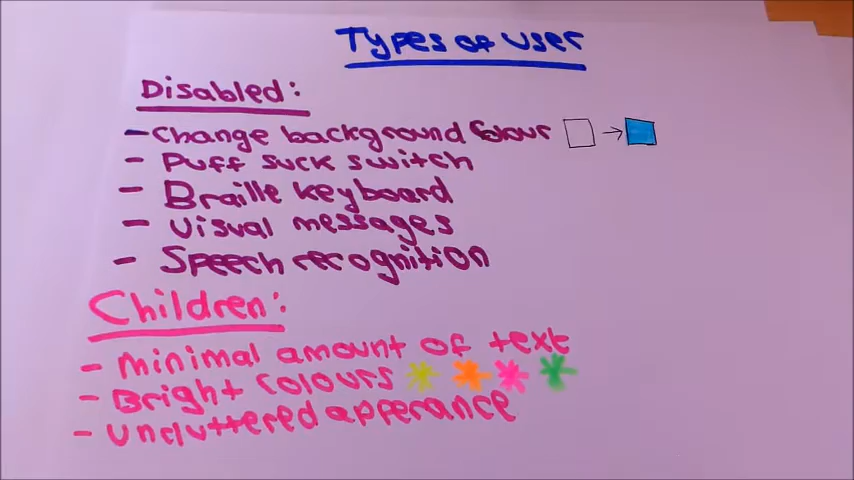 Types of user
Disabled:
- Change background Colour →
- Puff suck switch
- Braille keyboard
- Visual messages
- Speech recognition
Children:
- Minimal amount of text
- Bright colours
- uncluttered apperance